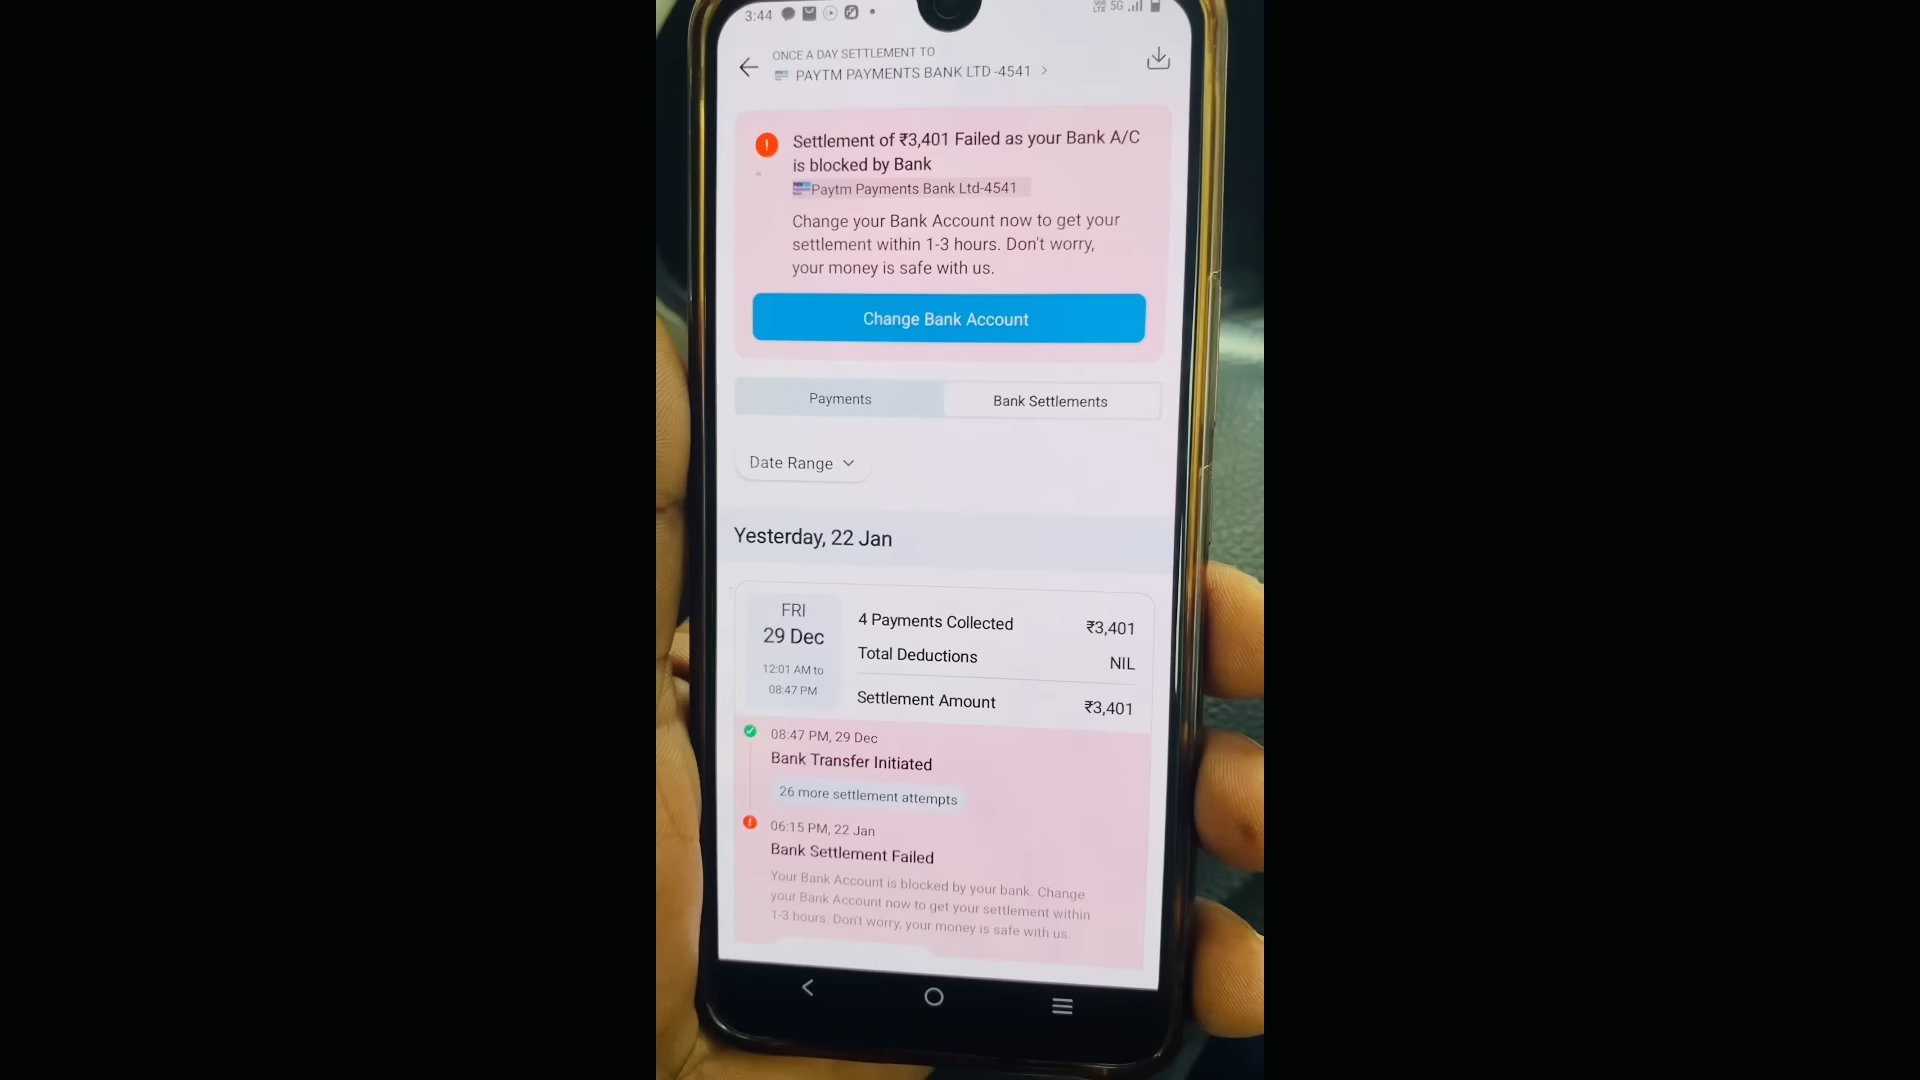 3:44
VoI LTE 5G
ONCE A DAY SETTLEMENT TO
PAYTM PAYMENTS BANK LTD -4541
Settlement of ₹3,401 Failed as your Bank A/C
is blocked by Bank
Paytm Payments Bank Ltd-4541
Change your Bank Account now to get your
settlement within 1-3 hours. Don't worry,
your money is safe with us.
Change Bank Account
Payments
Bank Settlements
Date Range
Yesterday, 22 Jan
FRI
29 Dec
12:01 AM to
08:47 PM
4 Payments Collected ₹3,401
Total Deductions NIL
Settlement Amount ₹3,401
08:47 PM, 29 Dec
Bank Transfer Initiated
26 more settlement attempts
06:15 PM, 22 Jan
Bank Settlement Failed
Your Bank Account is blocked by your bank. Change
your Bank Account now to get your settlement within
1-3 hours. Don't worry, your money is safe with us.